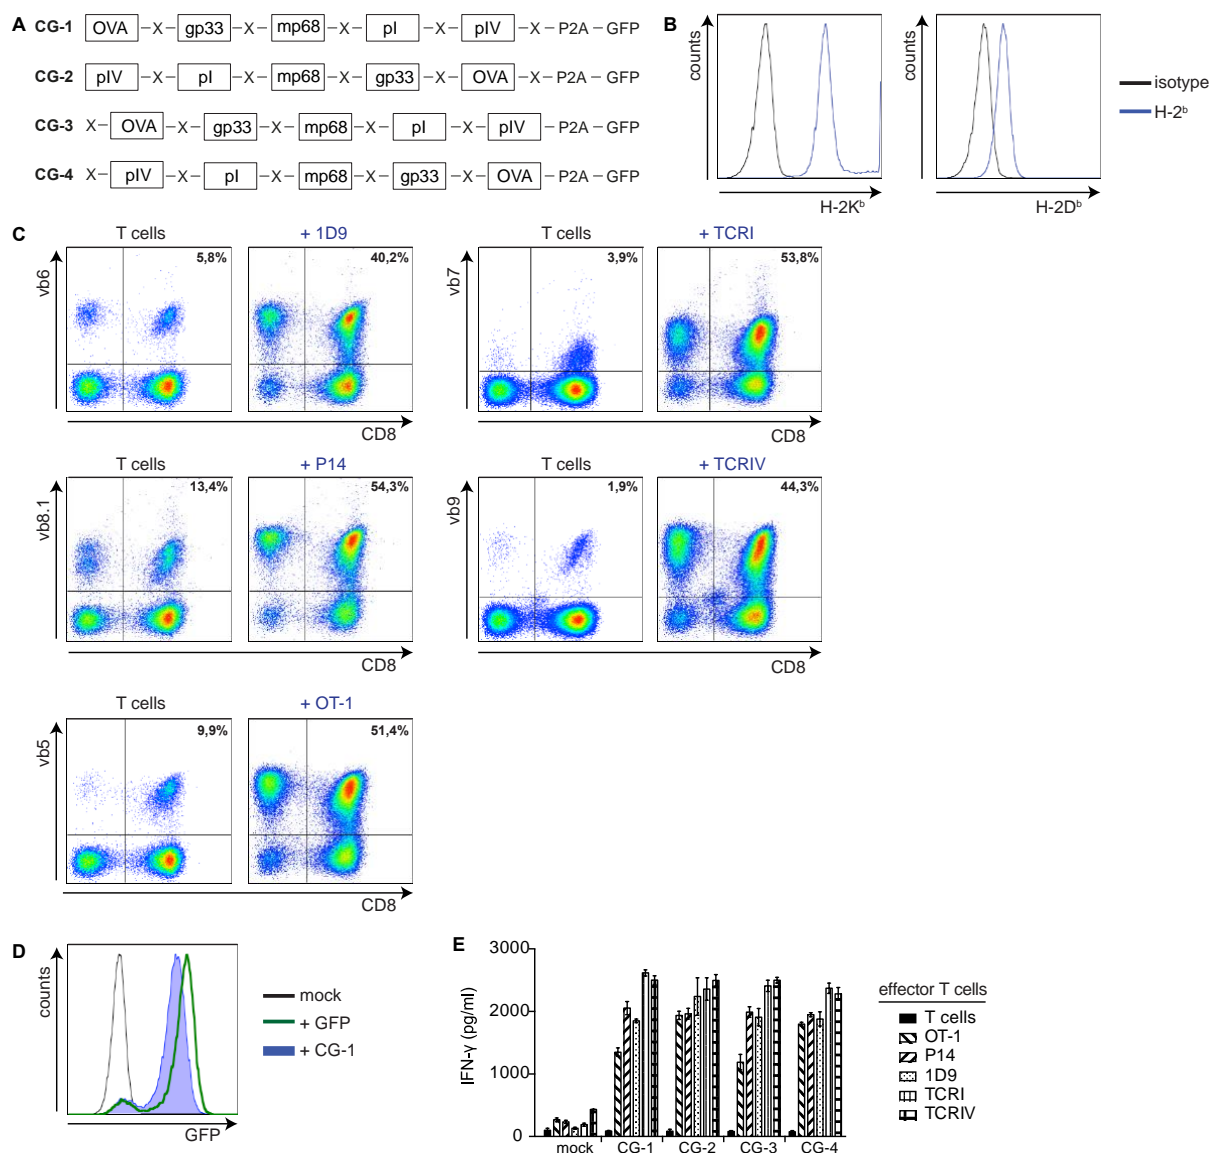 A
CG-1 OVA –X– gp33 –X– mp68 –X– pI –X– pIV –X– P2A – GFP
CG-2 pIV –X– pI –X– mp68 –X– gp33 –X– OVA –X– P2A – GFP
CG-3 X– OVA –X– gp33 –X– mp68 –X– pI –X– pIV – P2A – GFP
CG-4 X– pIV –X– pI –X– mp68 –X– gp33 –X– OVA – P2A – GFP
B
counts
H-2Kᵇ
counts
H-2Dᵇ
isotype
H-2ᵇ
C
T cells + 1D9
vb6
5,8% 40,2%
CD8
T cells + TCRI
vb7
3,9% 53,8%
CD8
T cells + P14
vb8.1
13,4% 54,3%
CD8
T cells + TCRIV
vb9
1,9% 44,3%
CD8
T cells + OT-1
vb5
9,9% 51,4%
CD8
D
counts
GFP
mock
+ GFP
+ CG-1
E
IFN-γ (pg/ml)
3000
2000
1000
0
mock CG-1 CG-2 CG-3 CG-4
effector T cells
T cells
OT-1
P14
1D9
TCRI
TCRIV